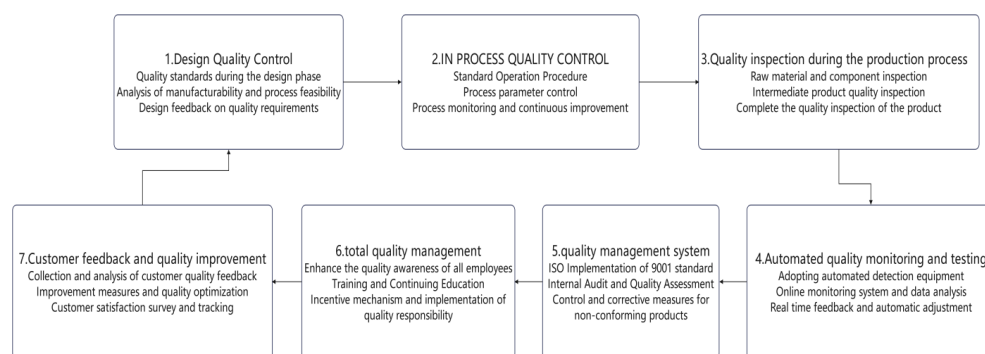 1.Design Quality Control
Quality standards during the design phase
Analysis of manufacturability and process feasibility
Design feedback on quality requirements
2.IN PROCESS QUALITY CONTROL
Standard Operation Procedure
Process parameter control
Process monitoring and continuous improvement
3.Quality inspection during the production process
Raw material and component inspection
Intermediate product quality inspection
Complete the quality inspection of the product
4.Automated quality monitoring and testing
Adopting automated detection equipment
Online monitoring system and data analysis
Real time feedback and automatic adjustment
5.quality management system
ISO Implementation of 9001 standard
Internal Audit and Quality Assessment
Control and corrective measures for
non-conforming products
6.total quality management
Enhance the quality awareness of all employees
Training and Continuing Education
Incentive mechanism and implementation of
quality responsibility
7.Customer feedback and quality improvement
Collection and analysis of customer quality feedback
Improvement measures and quality optimization
Customer satisfaction survey and tracking